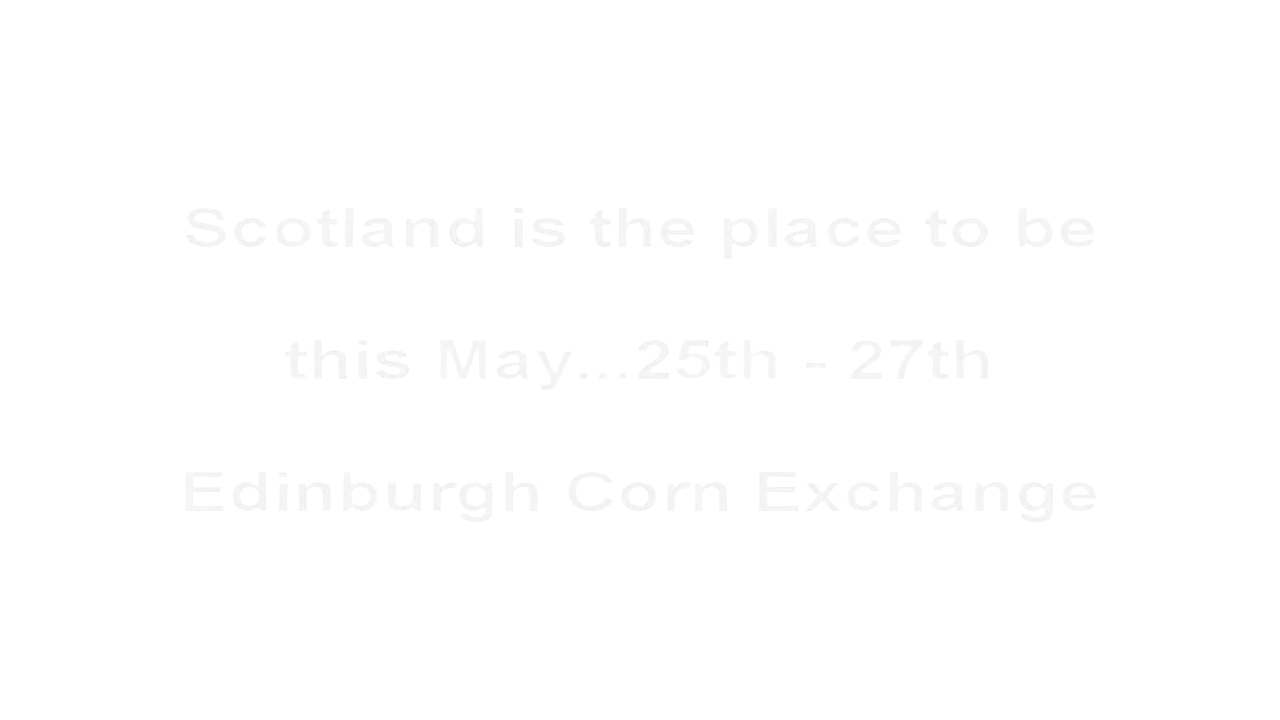 Scotland is the place to be
this May...25th - 27th
Edinburgh Corn Exchange